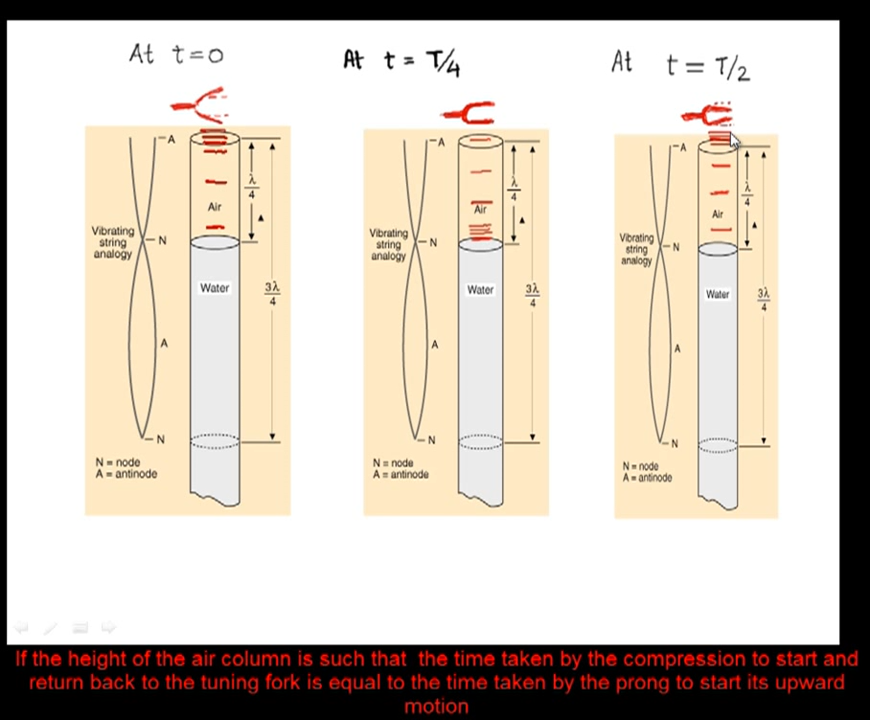 At t=0
At t = T/4
At t = T/2
A
λ
4
Air
Vibrating
string
analogy
N
Water
3λ
4
A
N
N = node
A = antinode
A
λ
4
Air
Vibrating
string
analogy
N
Water
3λ
4
A
N
N = node
A = antinode
A
λ
4
Air
Vibrating
string
analogy
N
Water
3λ
4
A
N
N = node
A = antinode
If the height of the air column is such that the time taken by the compression to start and
return back to the tuning fork is equal to the time taken by the prong to start its upward
motion